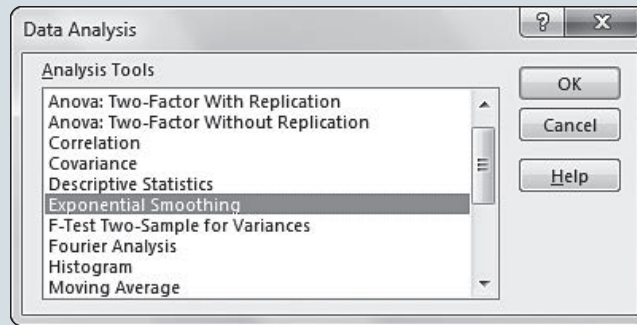 Data Analysis
Analysis Tools
Anova: Two-Factor With Replication
Anova: Two-Factor Without Replication
Correlation
Covariance
Descriptive Statistics
Exponential Smoothing
F-Test Two-Sample for Variances
Fourier Analysis
Histogram
Moving Average
?
X
OK
Cancel
Help